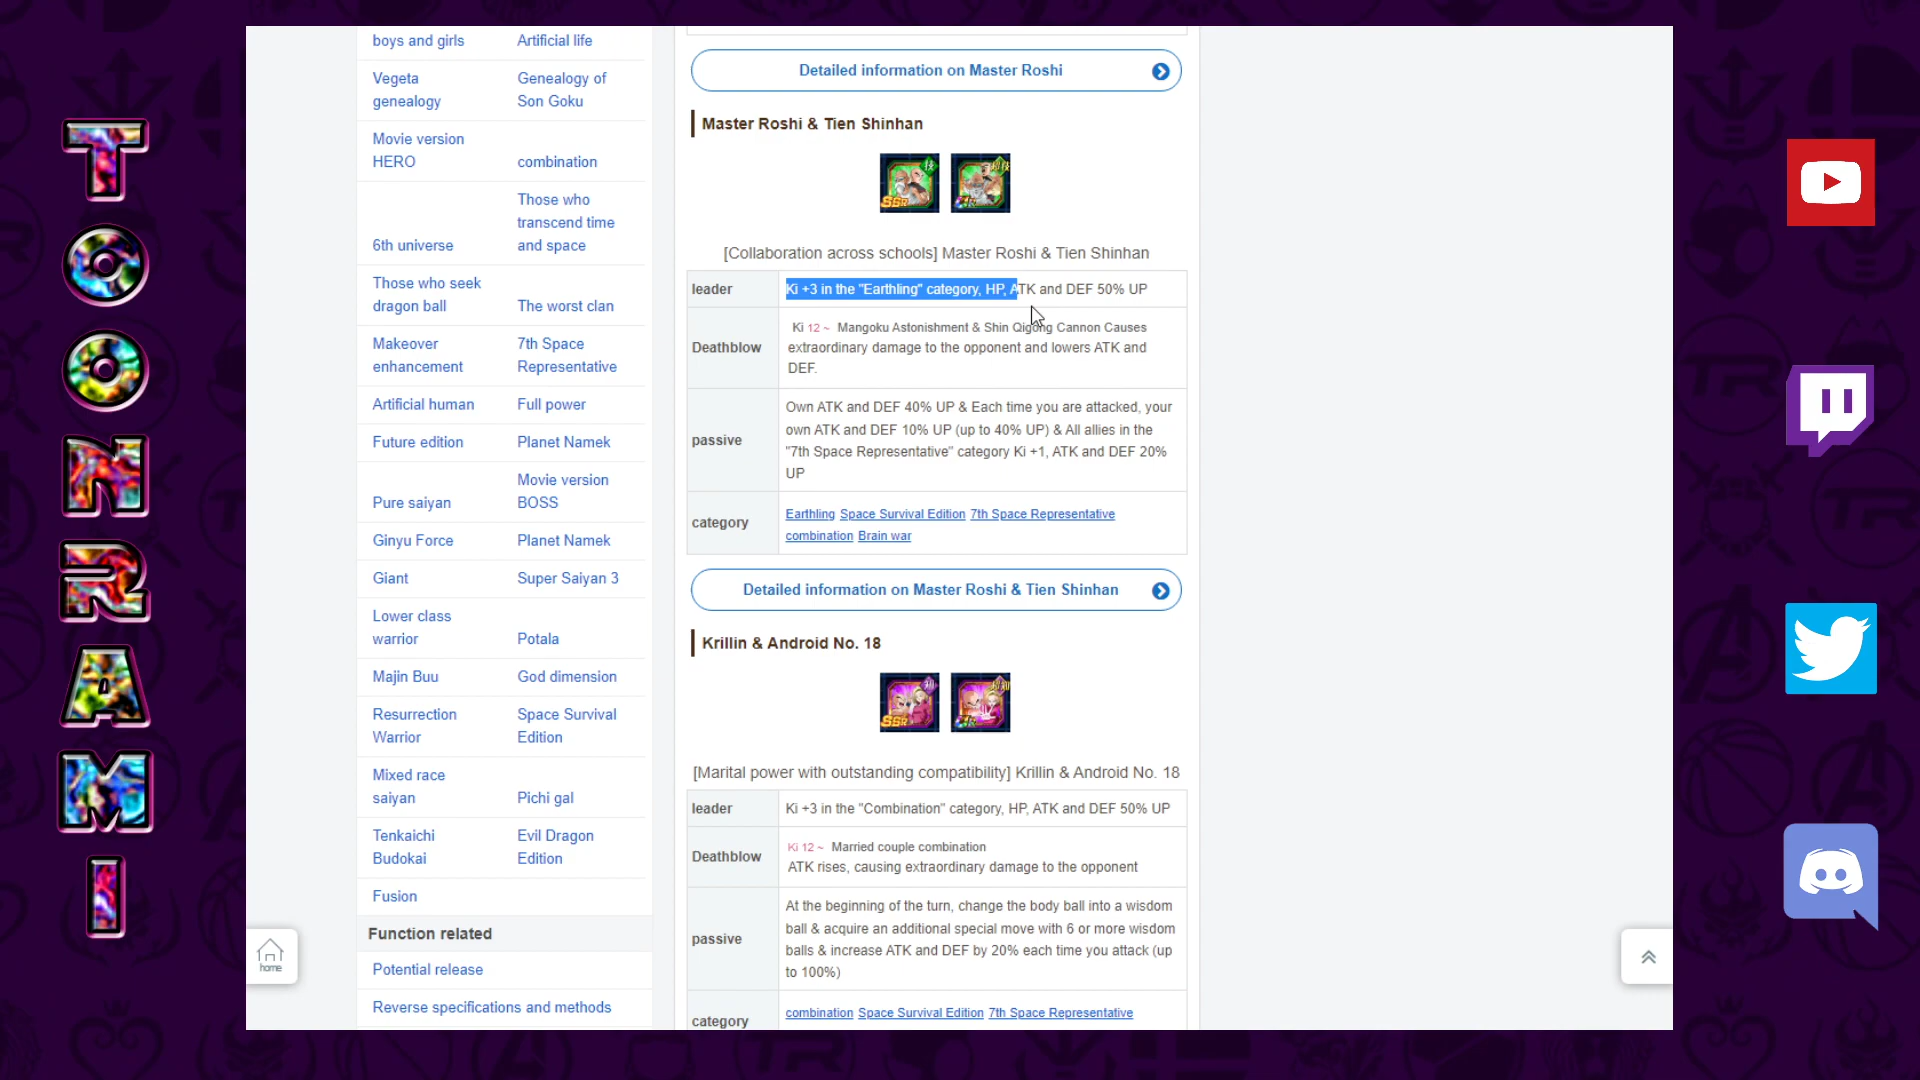 TOONRAMI
boys and girls
Artificial life
Vegeta
genealogy
Genealogy of
Son Goku
Movie version
HERO
combination
6th universe
Those who
transcend time
and space
Those who seek
dragon ball
The worst clan
Makeover
enhancement
7th Space
Representative
Artificial human
Full power
Future edition
Planet Namek
Pure saiyan
Movie version
BOSS
Ginyu Force
Planet Namek
Giant
Super Saiyan 3
Lower class
warrior
Potala
Majin Buu
God dimension
Resurrection
Warrior
Space Survival
Edition
Mixed race
saiyan
Pichi gal
Tenkaichi
Budokai
Evil Dragon
Edition
Fusion
Function related
Potential release
Reverse specifications and methods
home
Detailed information on Master Roshi
Master Roshi & Tien Shinhan
技
SSR
超技
[Collaboration across schools] Master Roshi & Tien Shinhan
leader
Ki +3 in the "Earthling" category, HP, ATK and DEF 50% UP
Deathblow
Ki 12 ~ Mangoku Astonishment & Shin Qigong Cannon Causes
extraordinary damage to the opponent and lowers ATK and
DEF.
passive
Own ATK and DEF 40% UP & Each time you are attacked, your
own ATK and DEF 10% UP (up to 40% UP) & All allies in the
"7th Space Representative" category Ki +1, ATK and DEF 20%
UP
category
Earthling Space Survival Edition 7th Space Representative
combination Brain war
Detailed information on Master Roshi & Tien Shinhan
Krillin & Android No. 18
SSR
[Marital power with outstanding compatibility] Krillin & Android No. 18
leader
Ki +3 in the "Combination" category, HP, ATK and DEF 50% UP
Deathblow
Ki 12 ~ Married couple combination
ATK rises, causing extraordinary damage to the opponent
passive
At the beginning of the turn, change the body ball into a wisdom
ball & acquire an additional special move with 6 or more wisdom
balls & increase ATK and DEF by 20% each time you attack (up
to 100%)
category
combination Space Survival Edition 7th Space Representative